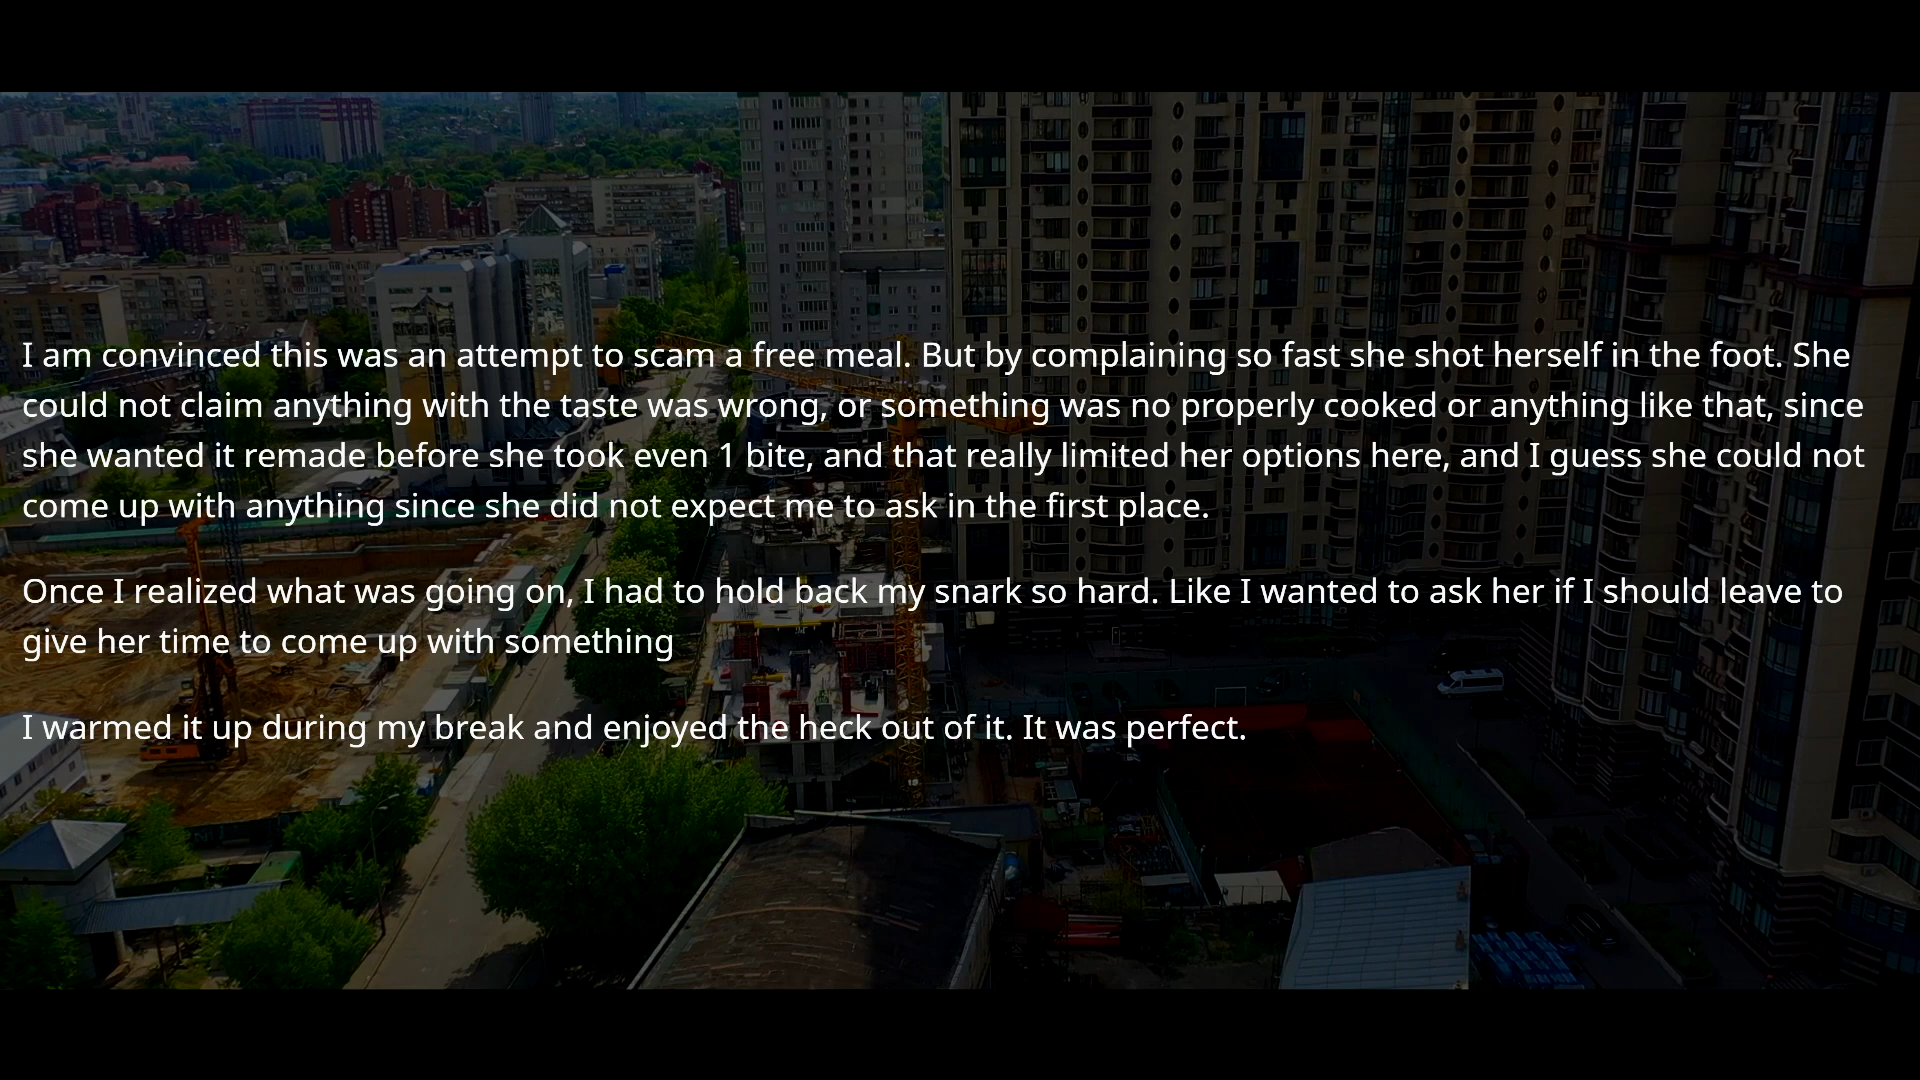 I am convinced this was an attempt to scam a free meal. But by complaining so fast she shot herself in the foot. She
could not claim anything with the taste was wrong, or something was no properly cooked or anything like that, since
she wanted it remade before she took even 1 bite, and that really limited her options here, and I guess she could not
come up with anything since she did not expect me to ask in the first place.
Once I realized what was going on, I had to hold back my snark so hard. Like I wanted to ask her if I should leave to
give her time to come up with something
I warmed it up during my break and enjoyed the heck out of it. It was perfect.